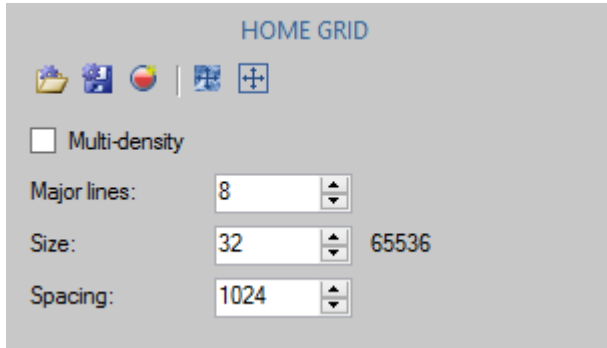 HOME GRID
Multi-density
Major lines: 8
Size: 32 65536
Spacing: 1024